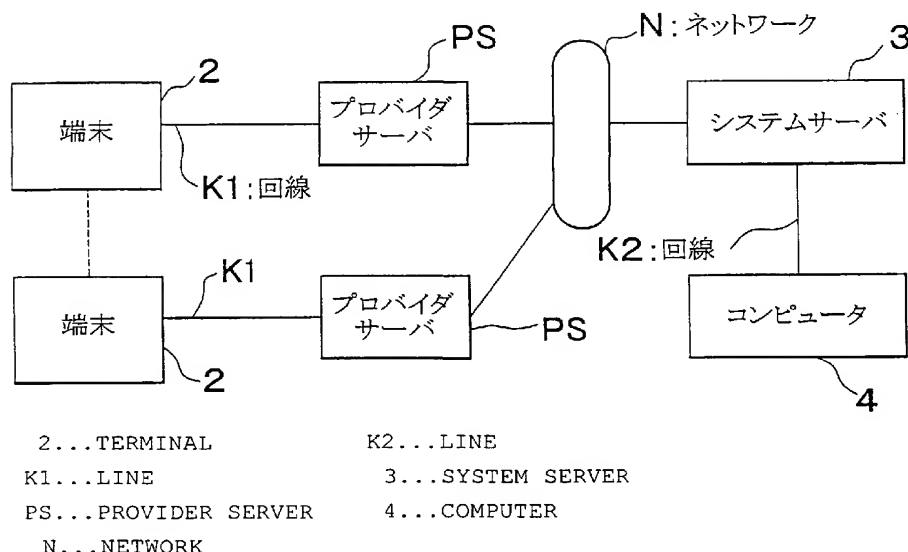 PS
N:ネットワーク
3
2
端末
プロバイダ
サーバ
システムサーバ
K1:回線
K2:回線
K1
端末
プロバイダ
サーバ
PS
コンピュータ
2
4
2...TERMINAL
K2...LINE
K1...LINE
3...SYSTEM SERVER
PS...PROVIDER SERVER
4...COMPUTER
N...NETWORK